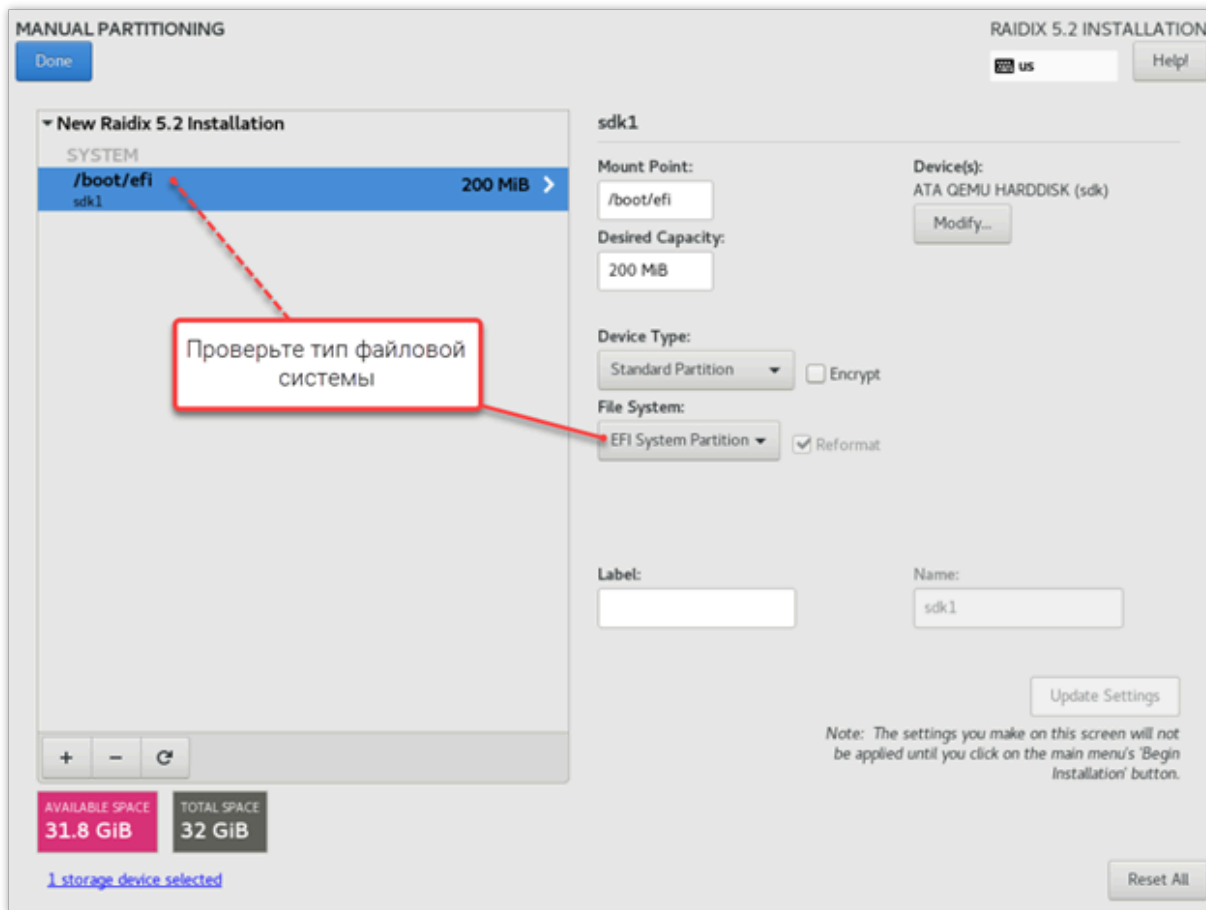 MANUAL PARTITIONING
RAIDIX 5.2 INSTALLATION
Done
us
Help!
New Raidix 5.2 Installation
SYSTEM
/boot/efi
200 MiB
sdk1
sdk1
Mount Point:
/boot/efi
Device(s):
ATA QEMU HARDDISK (sdk)
Modify...
Desired Capacity:
200 MiB
Проверьте тип файловой
системы
Device Type:
Standard Partition
Encrypt
File System:
EFI System Partition
Reformat
Label:
Name:
sdk1
Update Settings
Note: The settings you make on this screen will not
be applied until you click on the main menu's 'Begin
Installation' button.
+ −
AVAILABLE SPACE
31.8 GiB
TOTAL SPACE
32 GiB
1 storage device selected
Reset All